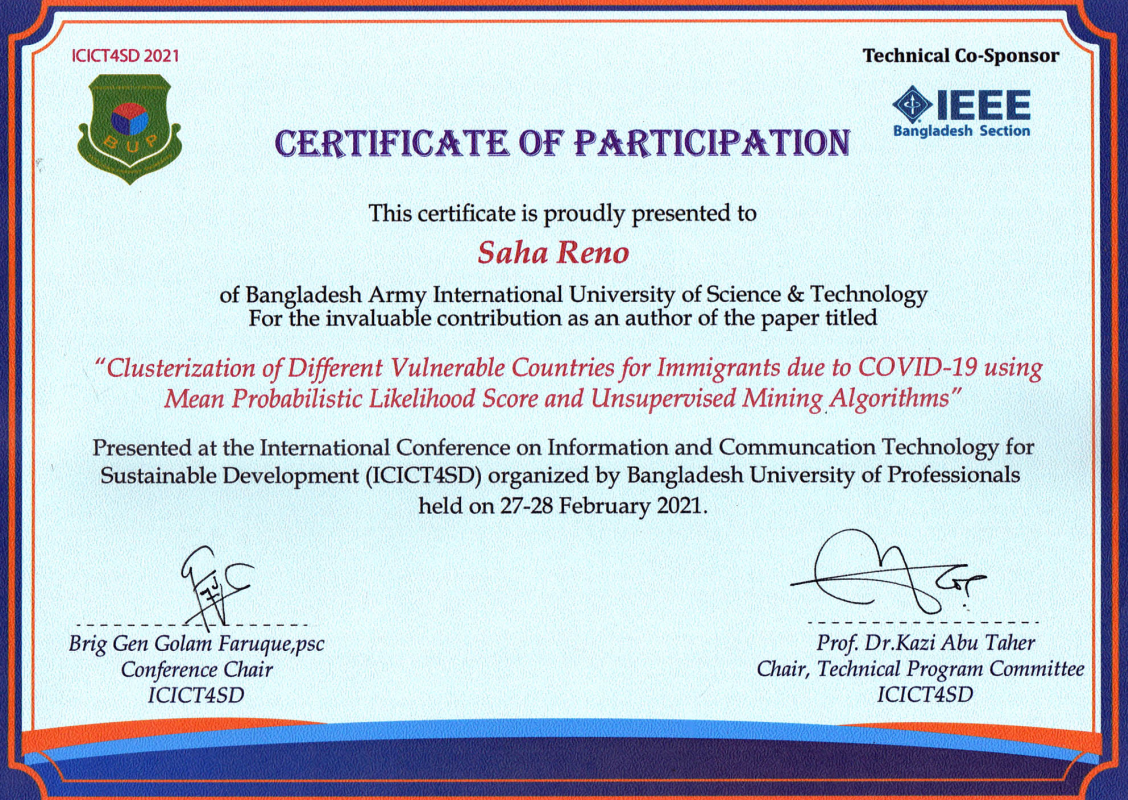 ICICT4SD 2021
Technical Co-Sponsor
BUP
IEEE
Bangladesh Section
CERTIFICATE OF PARTICIPATION
This certificate is proudly presented to
Saha Reno
of Bangladesh Army International University of Science & Technology
For the invaluable contribution as an author of the paper titled
“Clusterization of Different Vulnerable Countries for Immigrants due to COVID-19 using
Mean Probabilistic Likelihood Score and Unsupervised Mining Algorithms”
Presented at the International Conference on Information and Communcation Technology for
Sustainable Development (ICICT4SD) organized by Bangladesh University of Professionals
held on 27-28 February 2021.
Brig Gen Golam Faruque,psc
Conference Chair
ICICT4SD
Prof. Dr.Kazi Abu Taher
Chair, Technical Program Committee
ICICT4SD